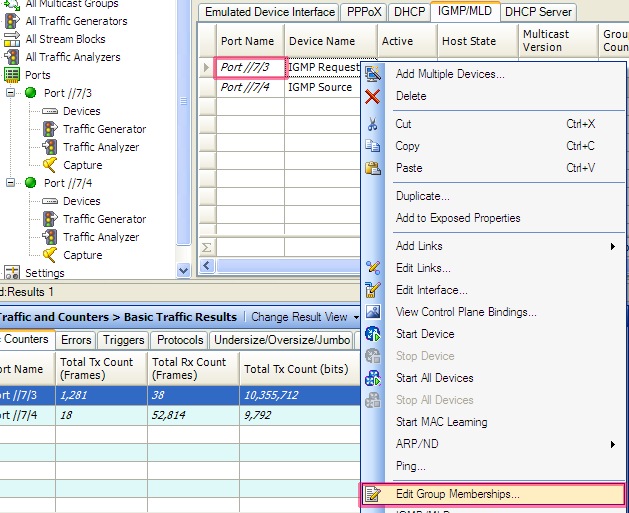 All Multicast Groups
All Traffic Generators
All Stream Blocks
All Traffic Analyzers
Ports
Port //7/3
Devices
Traffic Generator
Traffic Analyzer
Capture
Port //7/4
Devices
Traffic Generator
Traffic Analyzer
Capture
Settings
Emulated Device Interface PPPoX DHCP IGMP/MLD DHCP Server
Port Name Device Name Active Host State Multicast Version
Port //7/3 IGMP Request
Port //7/4 IGMP Source
Add Multiple Devices...
Delete
Cut Ctrl+X
Copy Ctrl+C
Paste Ctrl+V
Duplicate...
Add to Exposed Properties
Add Links
Edit Links...
Edit Interface...
View Control Plane Bindings...
Start Device
Stop Device
Start All Devices
Stop All Devices
Start MAC Learning
ARP/ND
Ping...
Edit Group Memberships...
IGMP/MLD
d:Results 1
Traffic and Counters > Basic Traffic Results Change Result View
Counters Errors Triggers Protocols Undersize/Oversize/Jumbo
ort Name Total Tx Count (Frames) Total Rx Count (Frames) Total Tx Count (bits)
ort //7/3 1,281 38 10,355,712
ort //7/4 18 52,814 9,792